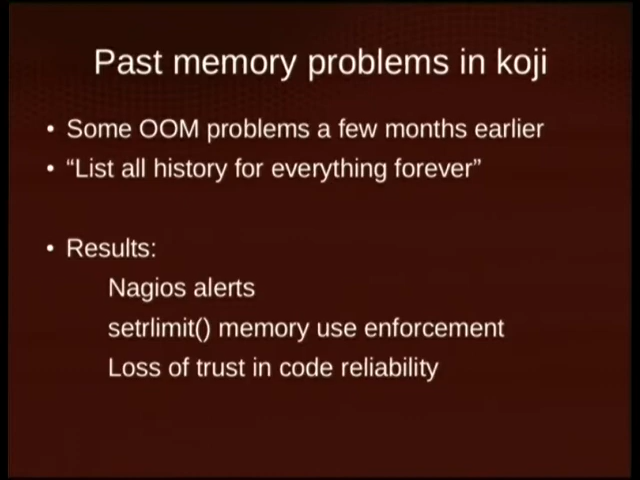 Past memory problems in koji
• Some OOM problems a few months earlier
• “List all history for everything forever”
• Results:
Nagios alerts
setrlimit() memory use enforcement
Loss of trust in code reliability